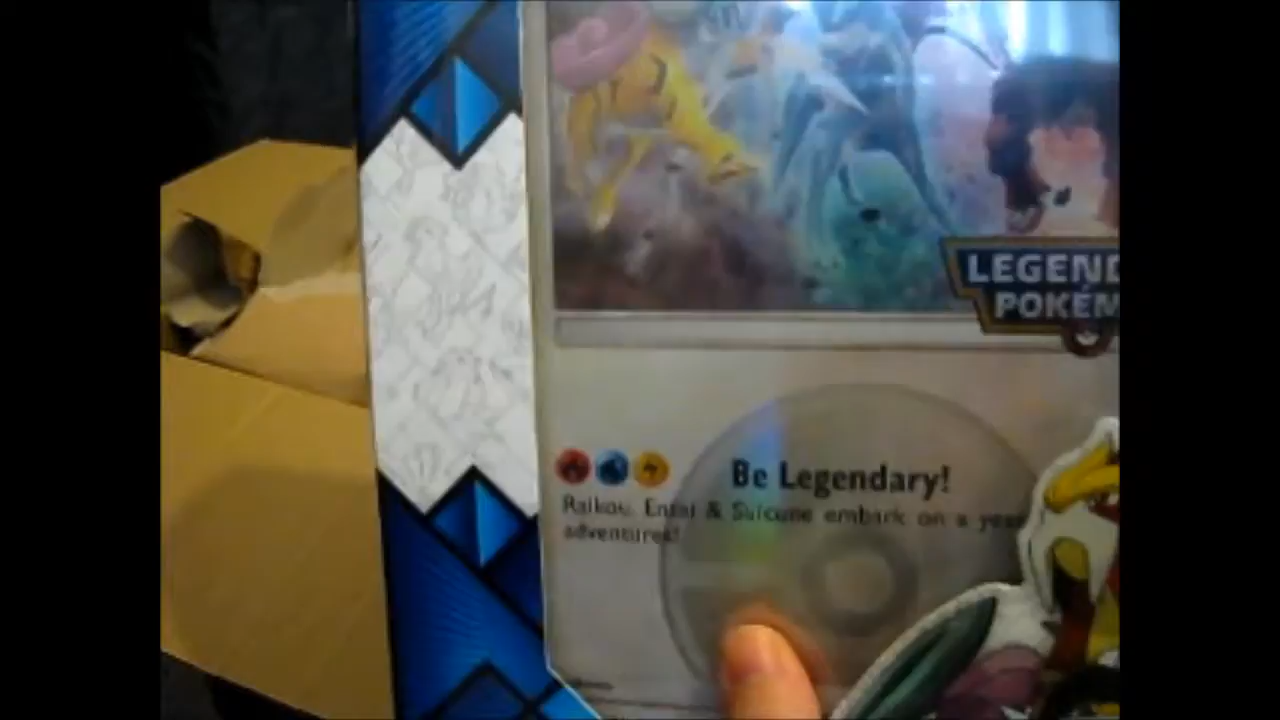 LEGEND
POKÉM
Be Legendary!
Raikou, Entei & Suicune embark on a year
adventures!